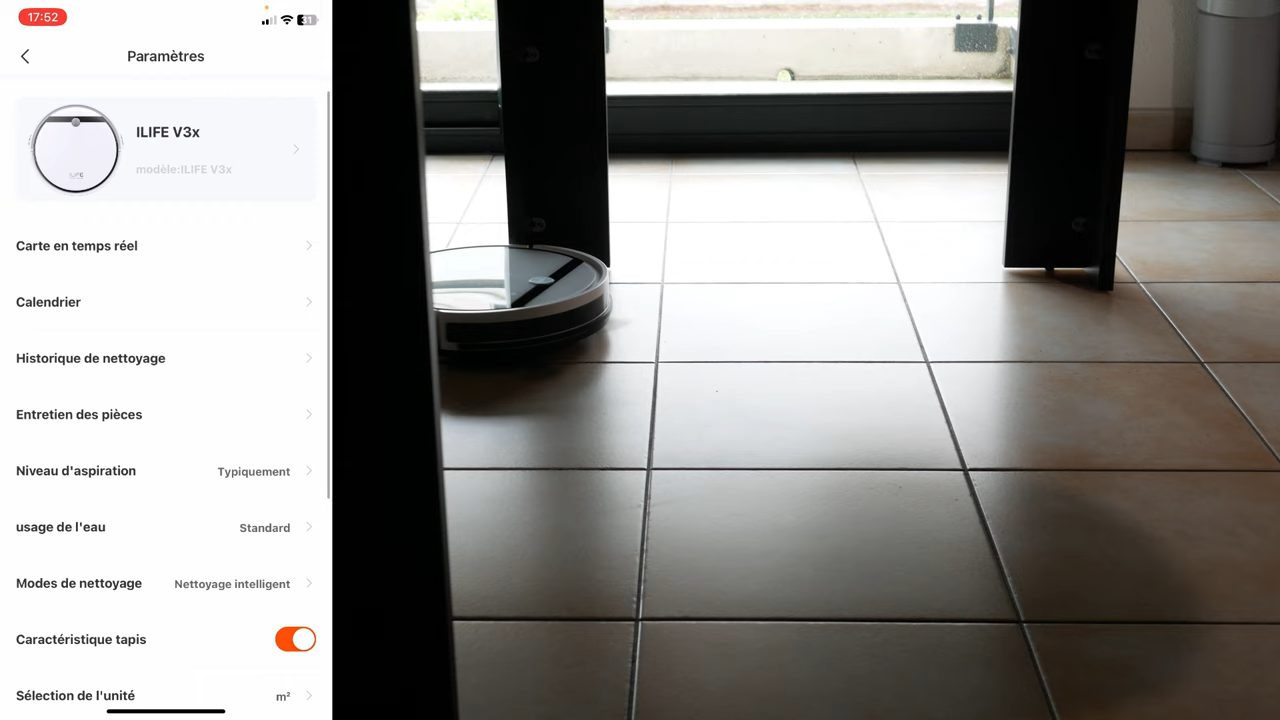 17:52
31
Paramètres
ILIFE V3x
modèle:ILIFE V3x
Carte en temps réel
Calendrier
Historique de nettoyage
Entretien des pièces
Niveau d'aspiration Typiquement
usage de l'eau Standard
Modes de nettoyage Nettoyage intelligent
Caractéristique tapis
Sélection de l'unité m²